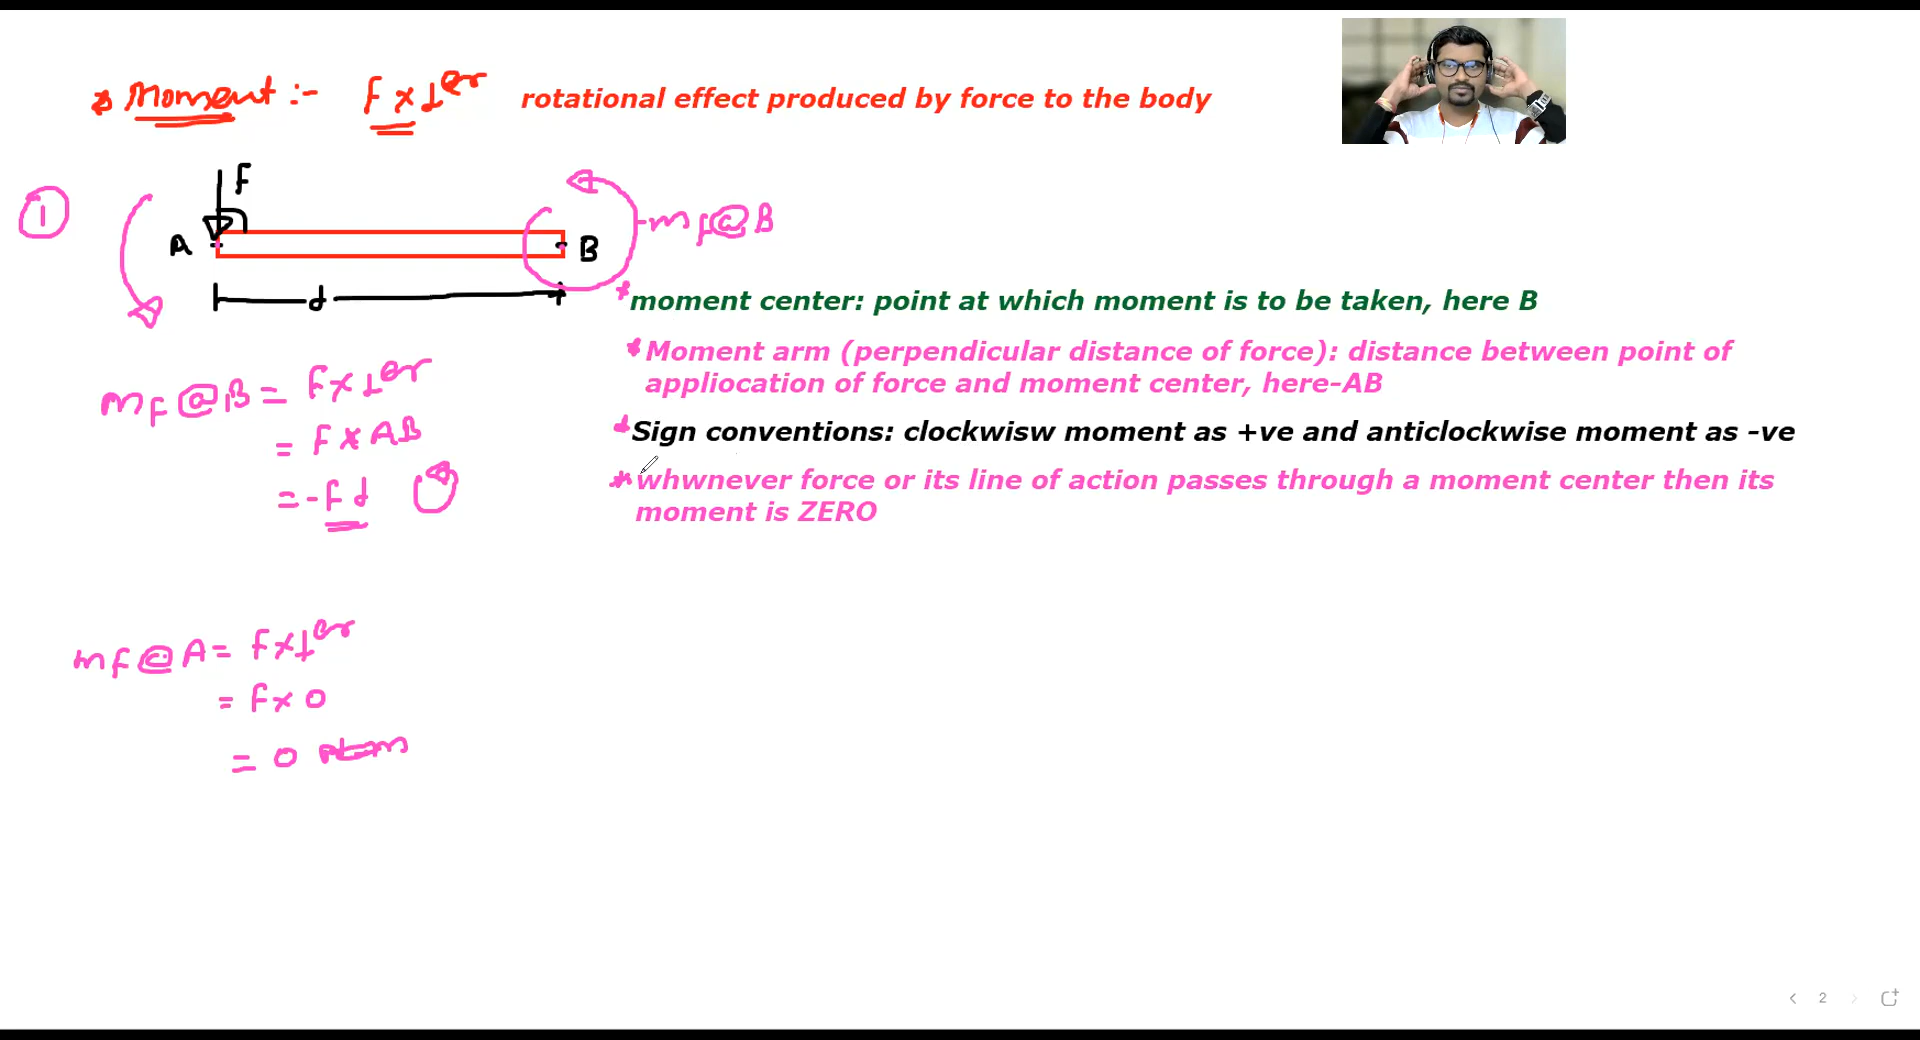 * Moment :- F x ⊥er rotational effect produced by force to the body
1
F
A
B
MF@B
d
moment center: point at which moment is to be taken, here B
* Moment arm (perpendicular distance of force): distance between point of
appliocation of force and moment center, here-AB
Sign conventions: clockwisw moment as +ve and anticlockwise moment as -ve
* whwnever force or its line of action passes through a moment center then its
moment is ZERO
MF@B = F x ⊥er
= F x AB
= -Fd
MF@A = F x ⊥er
= F x 0
= 0
2